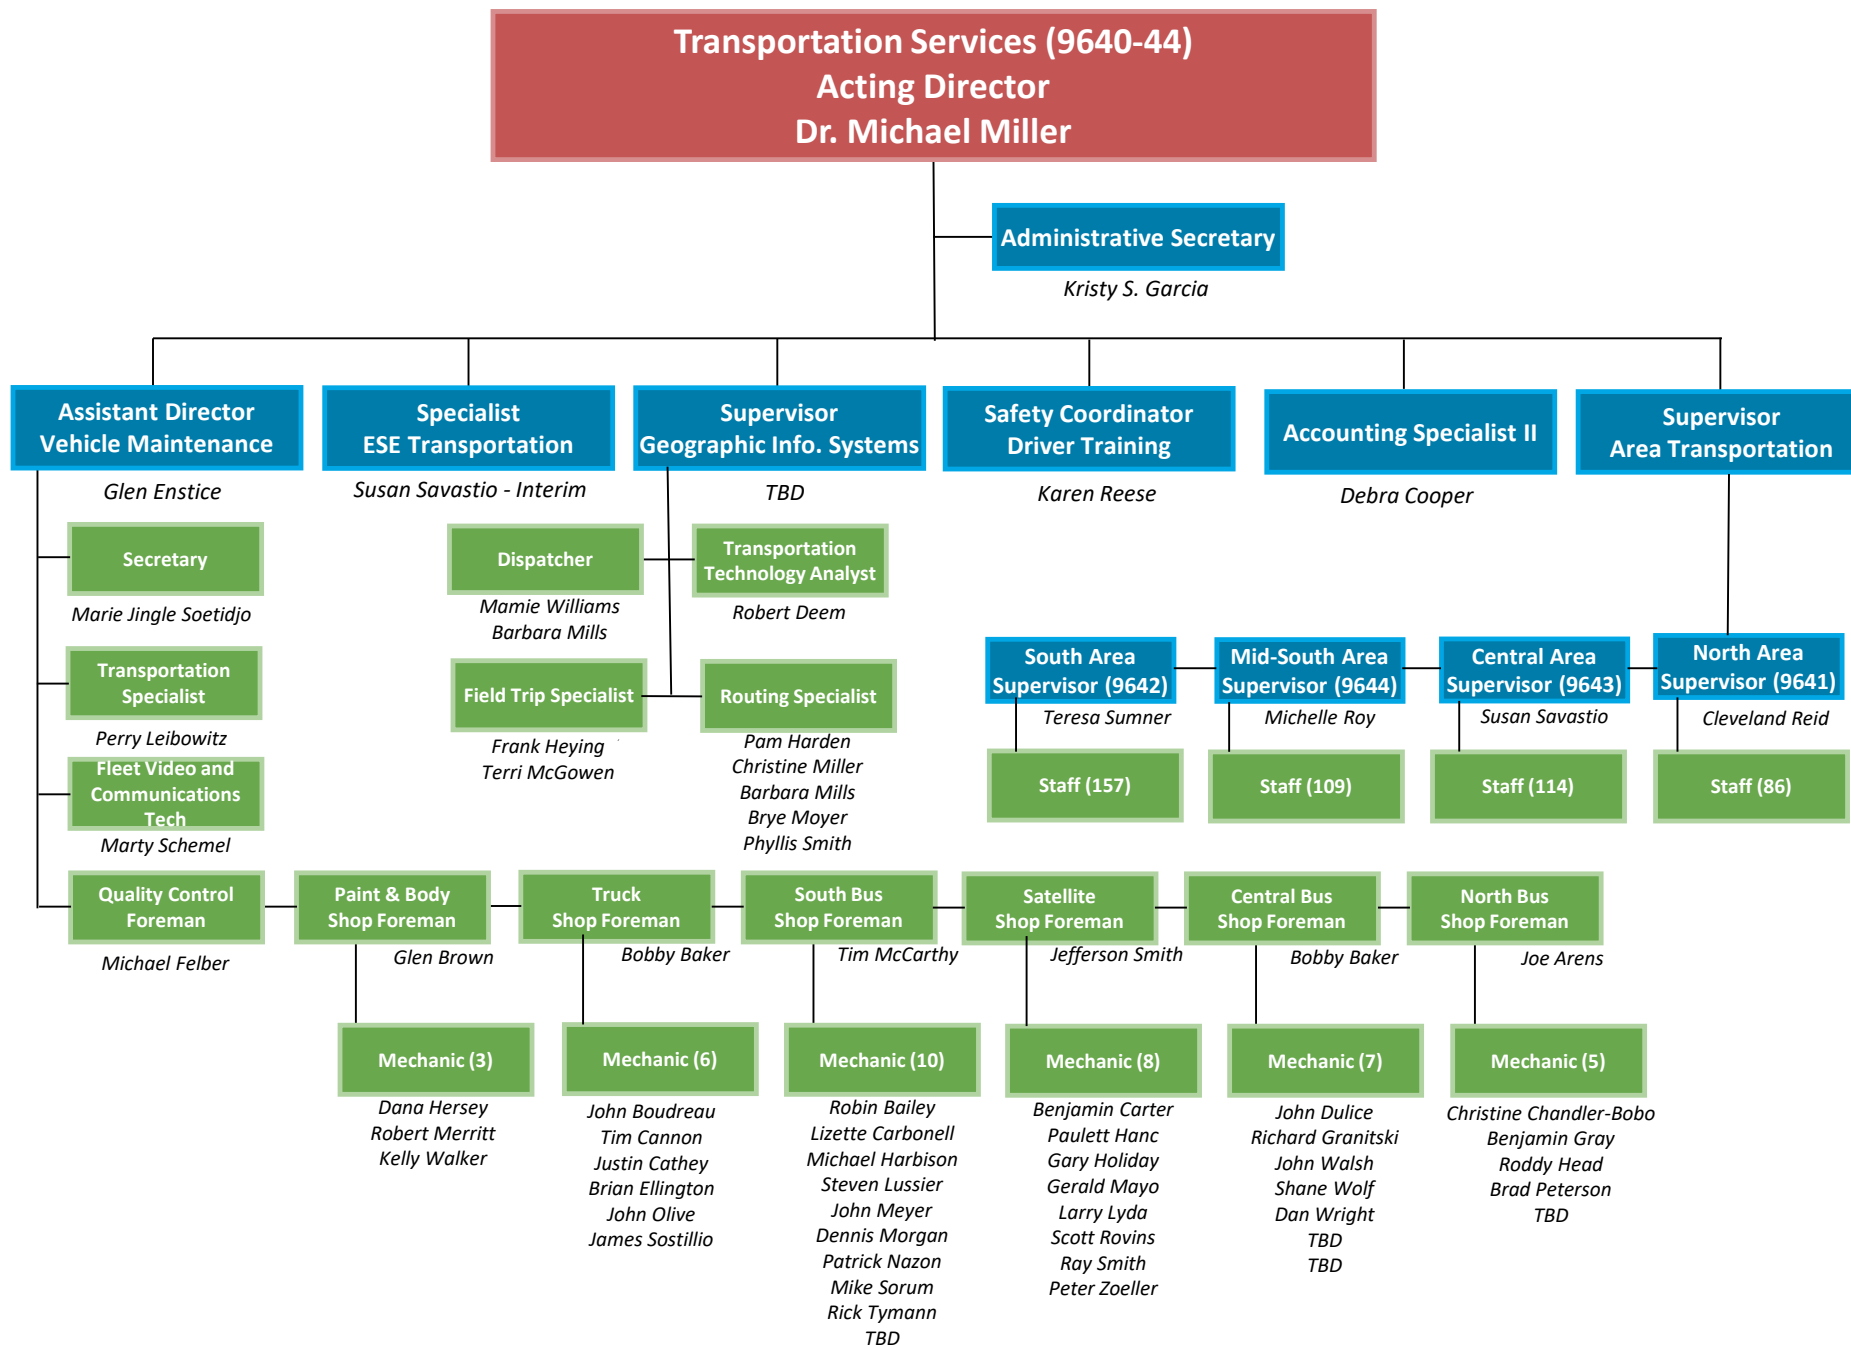 Transportation Services (9640-44)
Acting Director
Dr. Michael Miller
Administrative Secretary
Kristy S. Garcia
Assistant Director
Vehicle Maintenance
Glen Enstice
Specialist
ESE Transportation
Susan Savastio - Interim
Supervisor
Geographic Info. Systems
TBD
Safety Coordinator
Driver Training
Karen Reese
Accounting Specialist II
Debra Cooper
Supervisor
Area Transportation
Secretary
Marie Jingle Soetidjo
Transportation
Specialist
Perry Leibowitz
Fleet Video and
Communications
Tech
Marty Schemel
Dispatcher
Mamie Williams
Barbara Mills
Transportation
Technology Analyst
Robert Deem
Field Trip Specialist
Frank Heying
Terri McGowen
Routing Specialist
Pam Harden
Christine Miller
Barbara Mills
Brye Moyer
Phyllis Smith
South Area
Supervisor (9642)
Teresa Sumner
Staff (157)
Mid-South Area
Supervisor (9644)
Michelle Roy
Staff (109)
Central Area
Supervisor (9643)
Susan Savastio
Staff (114)
North Area
Supervisor (9641)
Cleveland Reid
Staff (86)
Quality Control
Foreman
Michael Felber
Paint & Body
Shop Foreman
Glen Brown
Truck
Shop Foreman
Bobby Baker
South Bus
Shop Foreman
Tim McCarthy
Satellite
Shop Foreman
Jefferson Smith
Central Bus
Shop Foreman
Bobby Baker
North Bus
Shop Foreman
Joe Arens
Mechanic (3)
Dana Hersey
Robert Merritt
Kelly Walker
Mechanic (6)
John Boudreau
Tim Cannon
Justin Cathey
Brian Ellington
John Olive
James Sostillio
Mechanic (10)
Robin Bailey
Lizette Carbonell
Michael Harbison
Steven Lussier
John Meyer
Dennis Morgan
Patrick Nazon
Mike Sorum
Rick Tymann
TBD
Mechanic (8)
Benjamin Carter
Paulett Hanc
Gary Holiday
Gerald Mayo
Larry Lyda
Scott Rovins
Ray Smith
Peter Zoeller
Mechanic (7)
John Dulice
Richard Granitski
John Walsh
Shane Wolf
Dan Wright
TBD
TBD
Mechanic (5)
Christine Chandler-Bobo
Benjamin Gray
Roddy Head
Brad Peterson
TBD